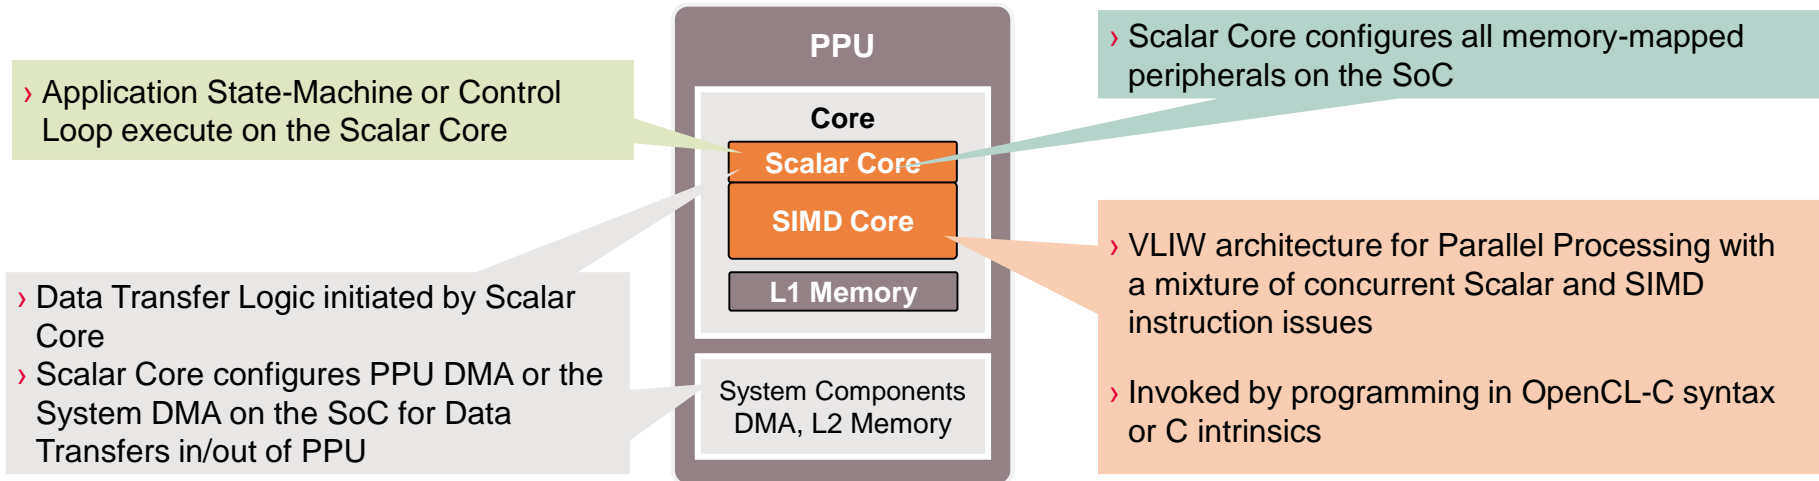 › Application State-Machine or Control
Loop execute on the Scalar Core
› Data Transfer Logic initiated by Scalar
Core
› Scalar Core configures PPU DMA or the
System DMA on the SoC for Data
Transfers in/out of PPU
PPU
Core
Scalar Core
SIMD Core
L1 Memory
System Components
DMA, L2 Memory
› Scalar Core configures all memory-mapped
peripherals on the SoC
› VLIW architecture for Parallel Processing with
a mixture of concurrent Scalar and SIMD
instruction issues
› Invoked by programming in OpenCL-C syntax
or C intrinsics